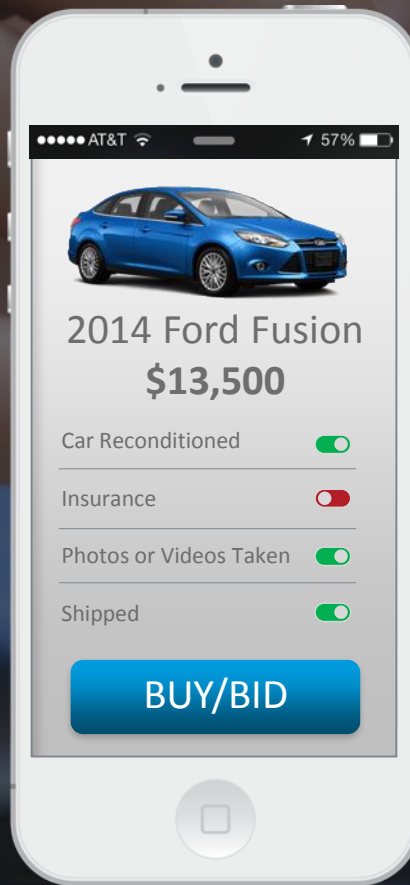 AT&T 57%
2014 Ford Fusion
$13,500
Car Reconditioned
Insurance
Photos or Videos Taken
Shipped
BUY/BID